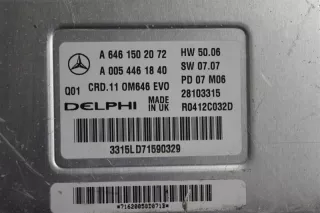 A 646 150 20 72 HW 50.06
A 005 446 18 40 SW 07.07
Q01 CRD.11 OM646 EVO PD 07 M06
DELPHI MADE IN UK 28103315
R0412C032D
3315LD71590329